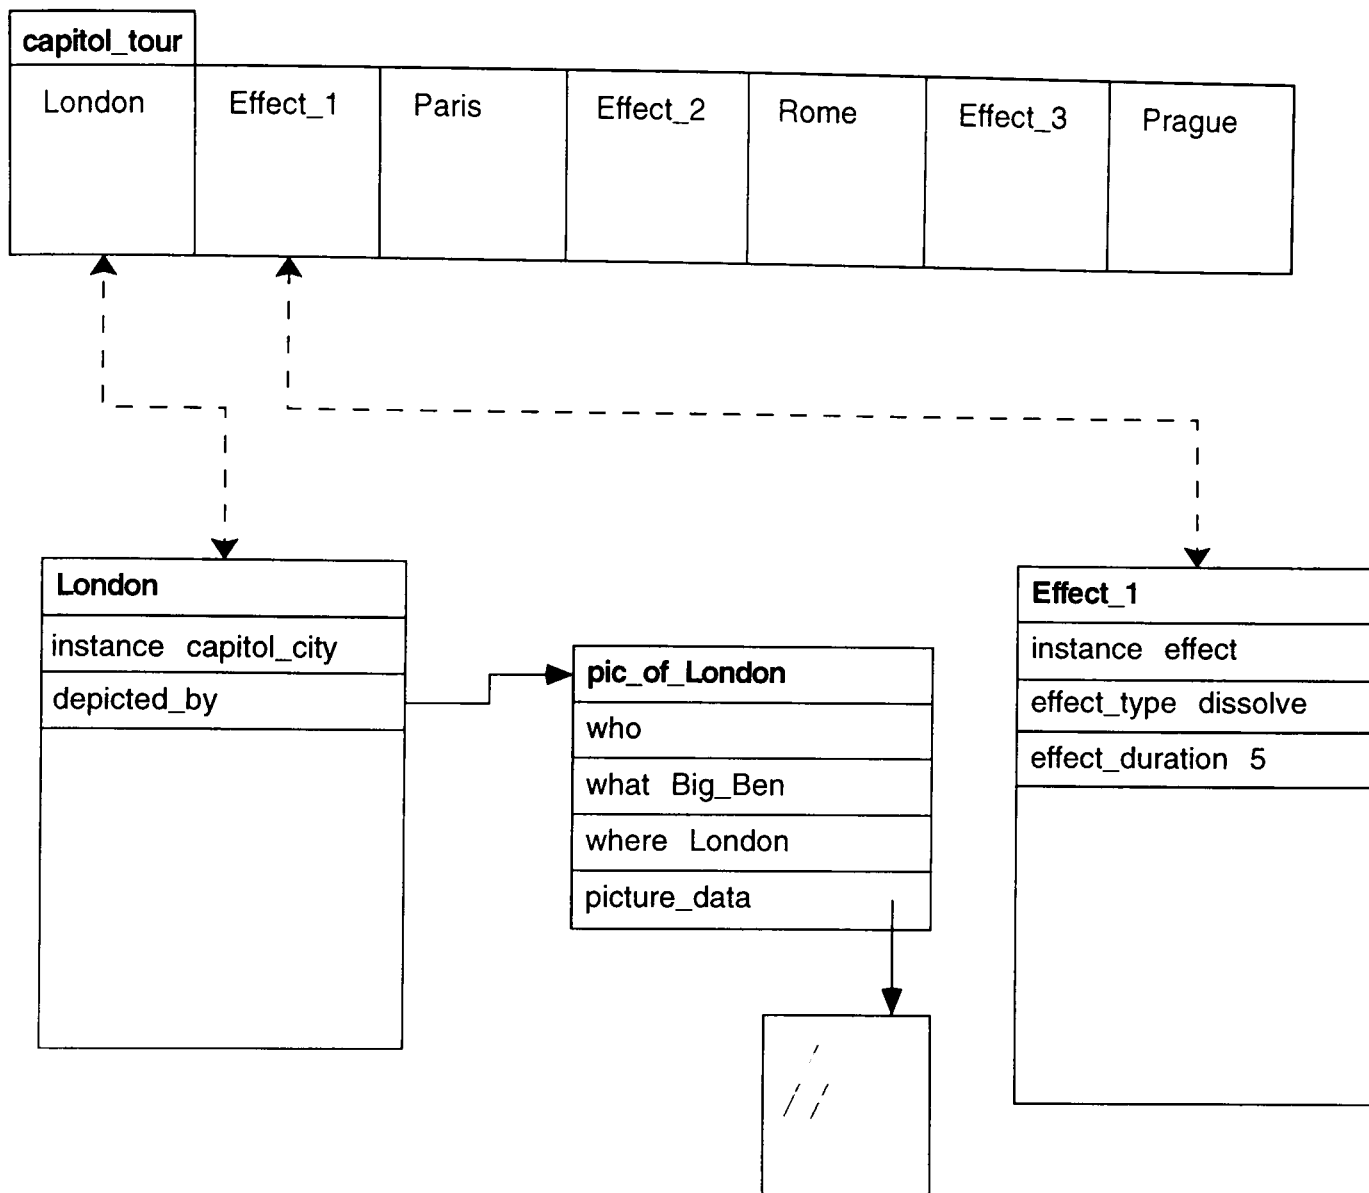 capitol_tour
London Effect_1 Paris Effect_2 Rome Effect_3 Prague
London
instance capitol_city
depicted_by
pic_of_London
who
what Big_Ben
where London
picture_data
Effect_1
instance effect
effect_type dissolve
effect_duration 5